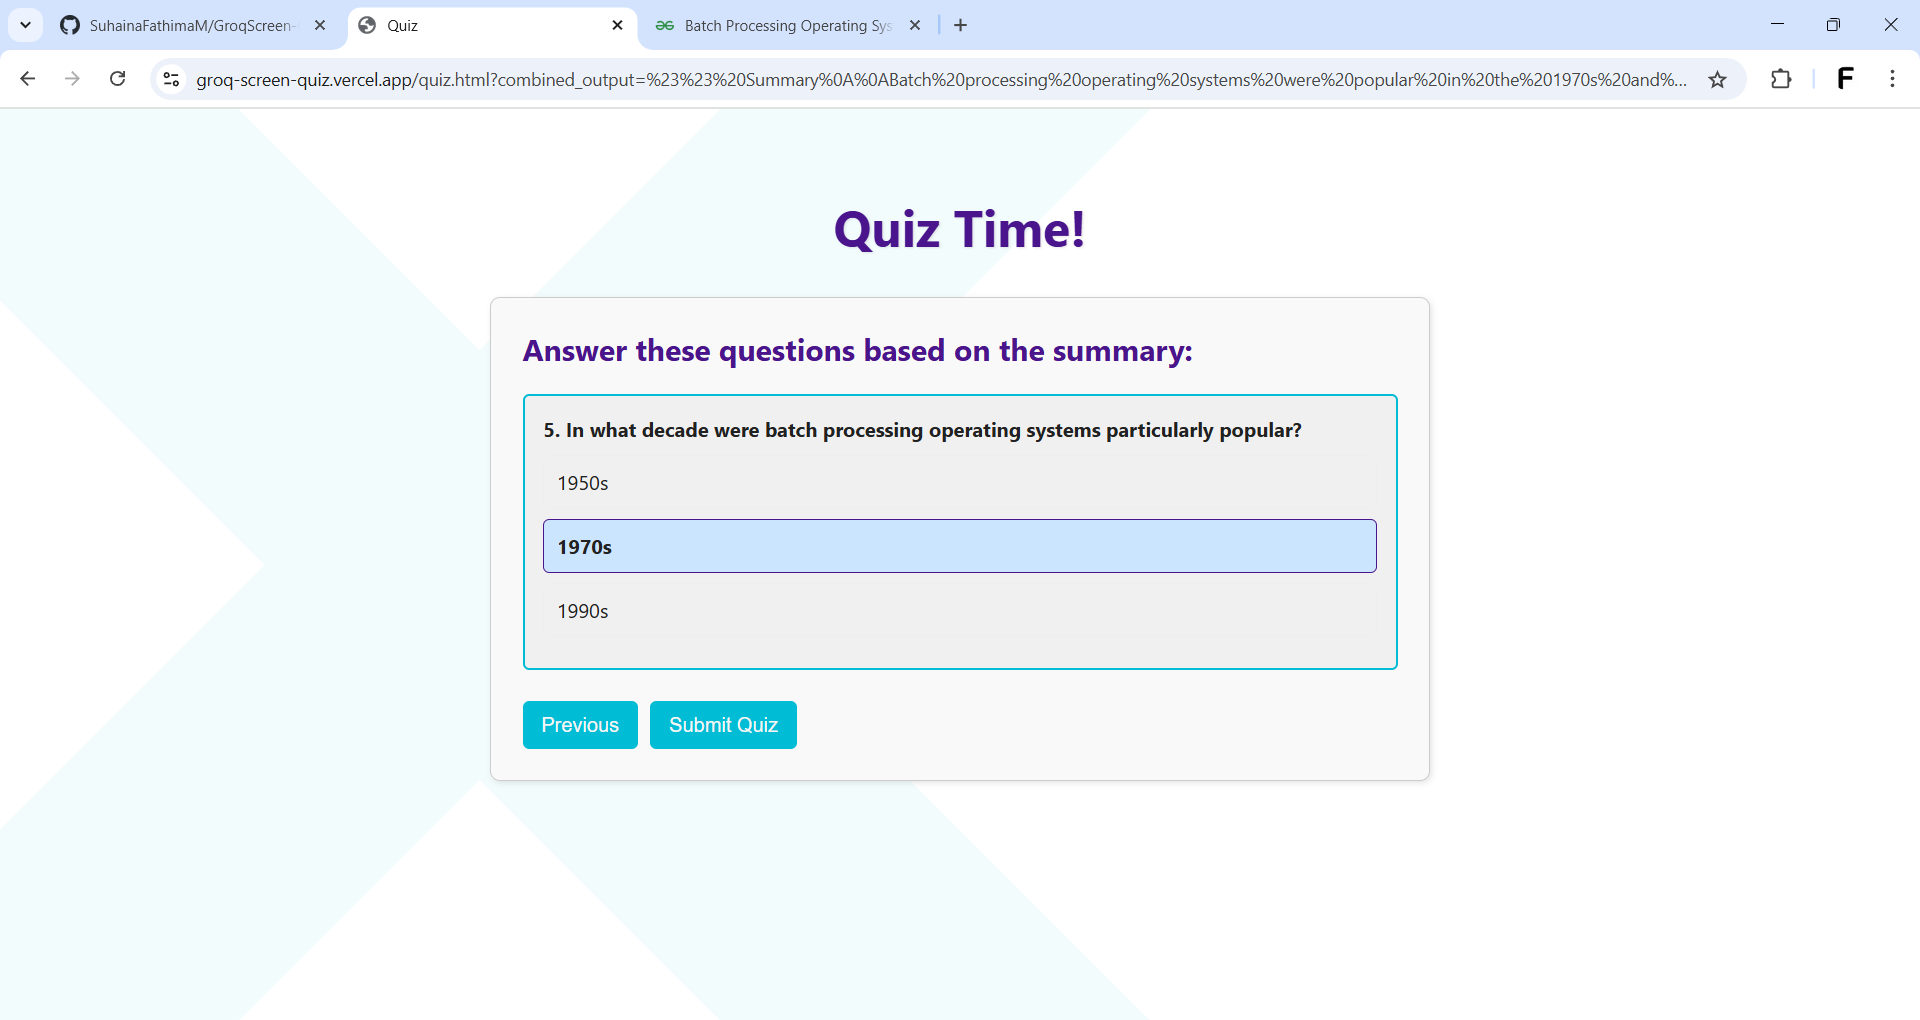 SuhainaFathimaM/GroqScreen-
Quiz
Batch Processing Operating Sys
groq-screen-quiz.vercel.app/quiz.html?combined_output=%23%23%20Summary%0A%0ABatch%20processing%20operating%20systems%20were%20popular%20in%20the%201970s%20and%...
F
Quiz Time!
Answer these questions based on the summary:
5. In what decade were batch processing operating systems particularly popular?
1950s
1970s
1990s
Previous
Submit Quiz